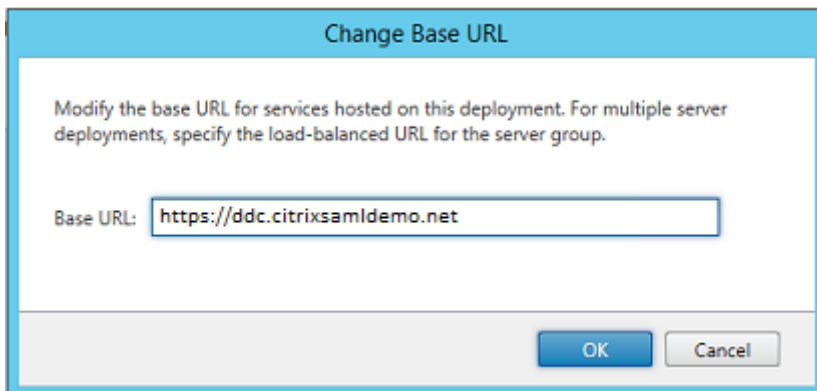 Change Base URL
Modify the base URL for services hosted on this deployment. For multiple server
deployments, specify the load-balanced URL for the server group.
Base URL: https://ddc.citrixsamldemo.net
OK Cancel